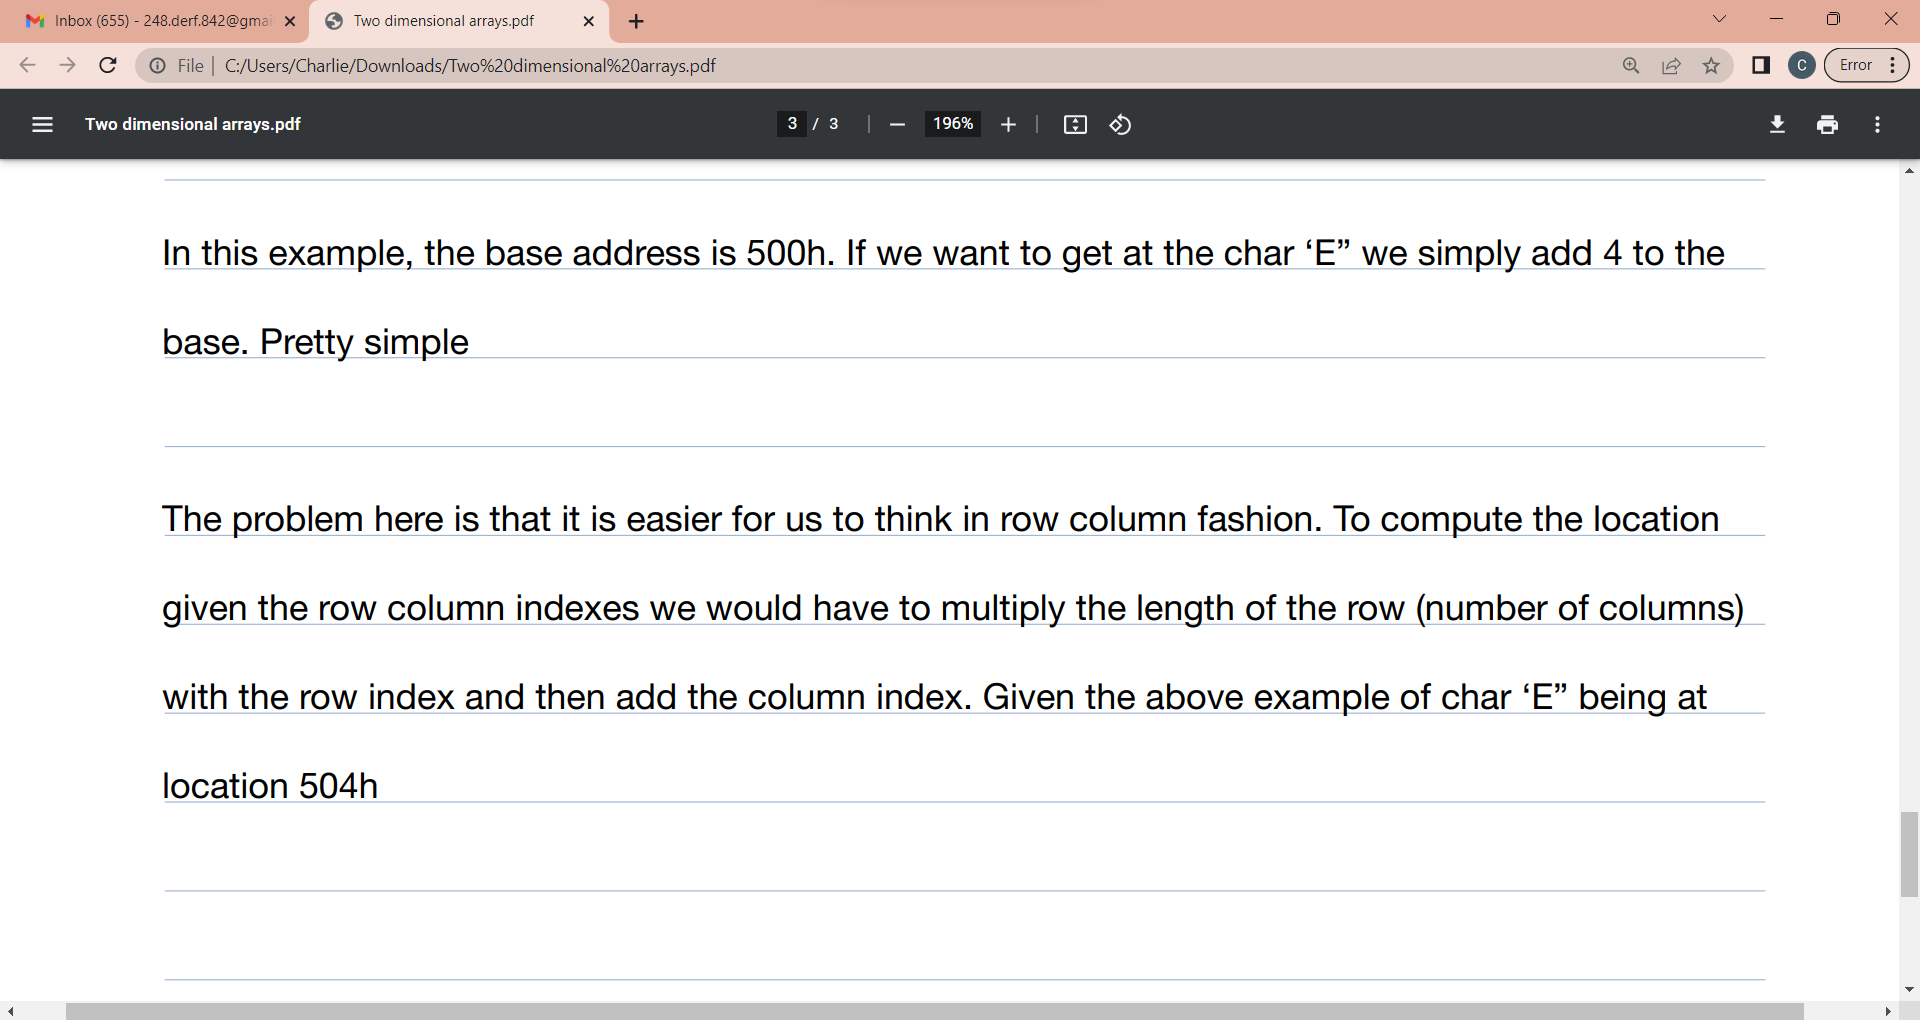 Inbox (655) - 248.derf.842@gmai
Two dimensional arrays.pdf
File | C:/Users/Charlie/Downloads/Two%20dimensional%20arrays.pdf
C
Error
Two dimensional arrays.pdf
3 / 3 | − 196% + |
In this example, the base address is 500h. If we want to get at the char ‘E” we simply add 4 to the
base. Pretty simple
The problem here is that it is easier for us to think in row column fashion. To compute the location
given the row column indexes we would have to multiply the length of the row (number of columns)
with the row index and then add the column index. Given the above example of char ‘E” being at
location 504h